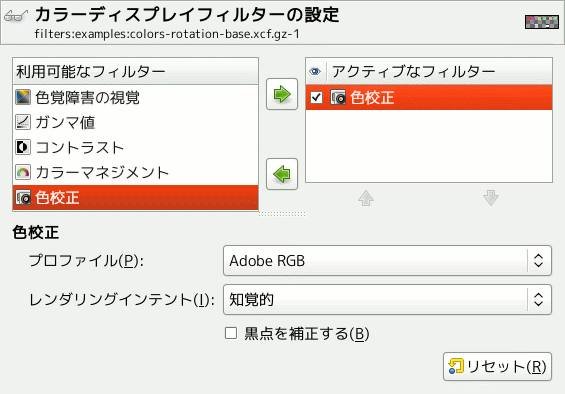 カラーディスプレイフィルターの設定
filters:examples:colors-rotation-base.xcf.gz-1
利用可能なフィルター
色覚障害の視覚
ガンマ値
コントラスト
カラーマネジメント
色校正
アクティブなフィルター
色校正
色校正
プロファイル(P): Adobe RGB
レンダリングインテント(I): 知覚的
黒点を補正する(B)
リセット(R)